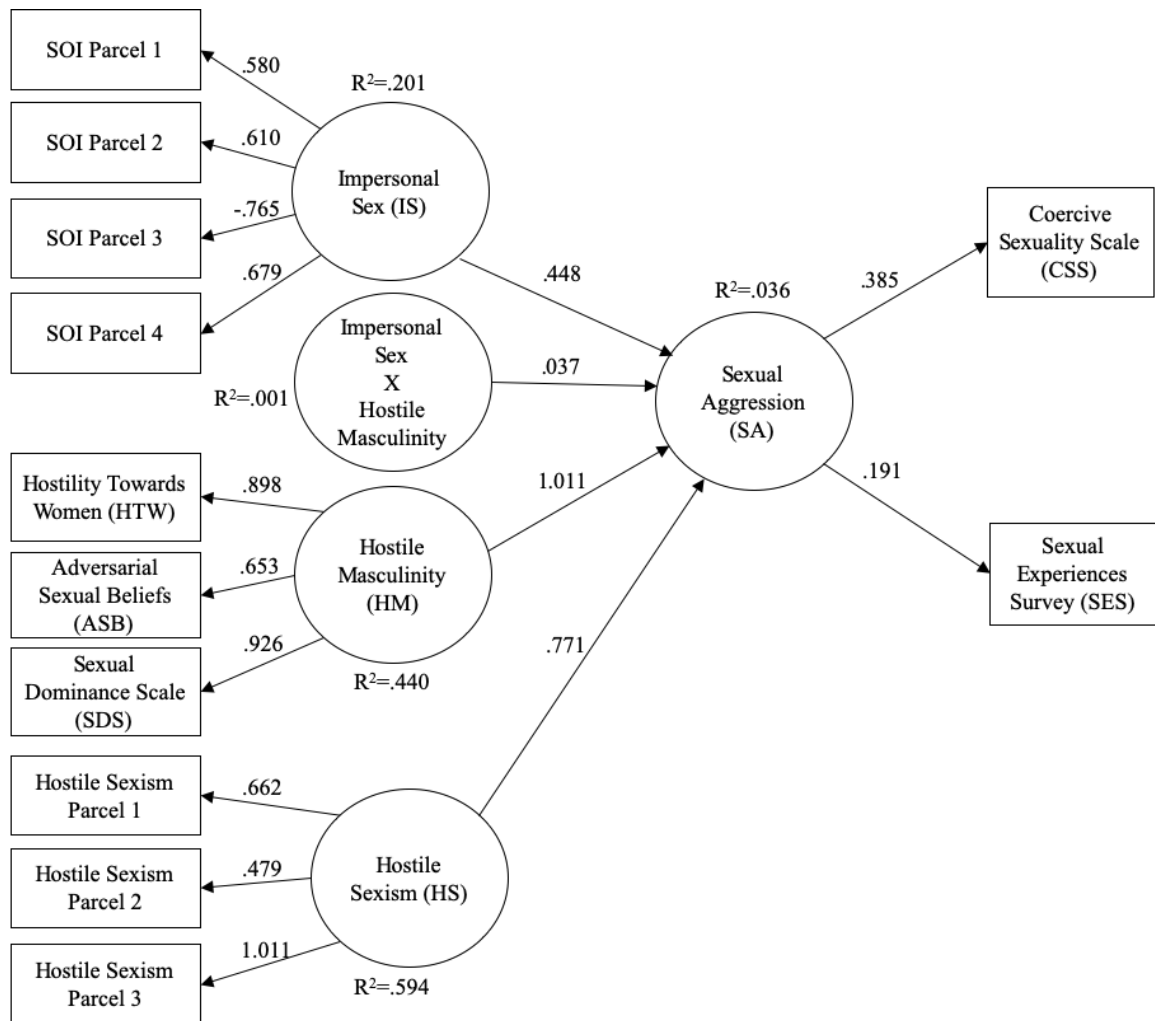 SOI Parcel 1
.580
R²=.201
SOI Parcel 2
.610
Impersonal
Sex (IS)
SOI Parcel 3
-.765
SOI Parcel 4
.679
.448
Impersonal
Sex
X
Hostile
Masculinity
R²=.001
.037
Hostility Towards
Women (HTW)
.898
Adversarial
Sexual Beliefs
(ASB)
.653
Hostile
Masculinity
(HM)
1.011
Sexual
Dominance Scale
(SDS)
.926
R²=.440
.771
Hostile Sexism
Parcel 1
.662
Hostile Sexism
Parcel 2
.479
Hostile
Sexism (HS)
Hostile Sexism
Parcel 3
1.011
R²=.594
R²=.036
Sexual
Aggression
(SA)
.385
Coercive
Sexuality Scale
(CSS)
.191
Sexual
Experiences
Survey (SES)